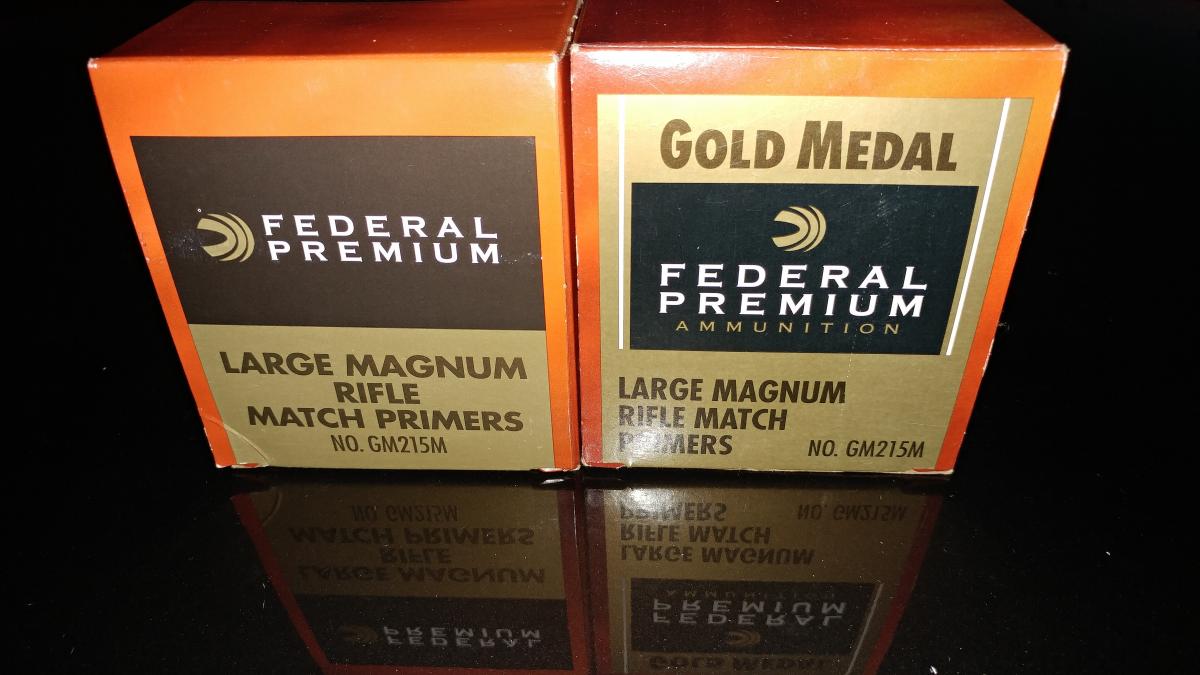 FEDERAL
PREMIUM
LARGE MAGNUM
RIFLE
MATCH PRIMERS
NO. GM215M
GOLD MEDAL
FEDERAL
PREMIUM
AMMUNITION
LARGE MAGNUM
RIFLE MATCH
PRIMERS NO. GM215M